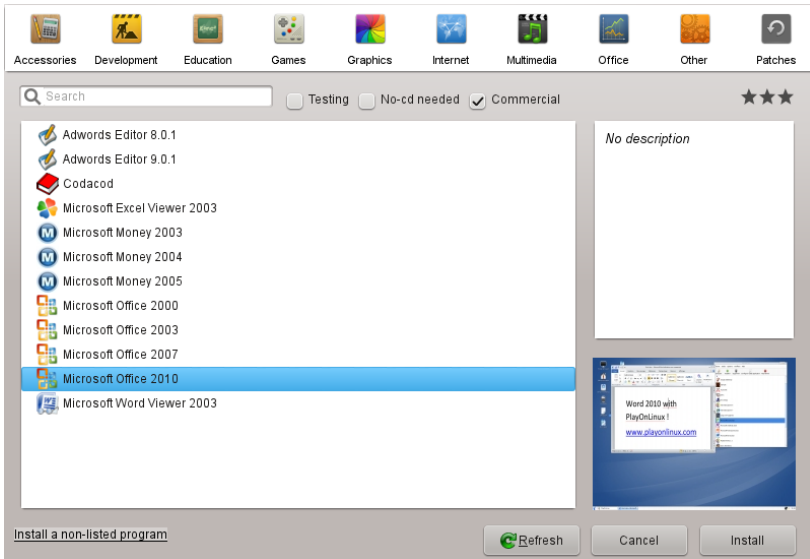 Accessories Development Education Games Graphics Internet Multimedia Office Other Patches
Search Testing No-cd needed Commercial
Adwords Editor 8.0.1
Adwords Editor 9.0.1
Codacod
Microsoft Excel Viewer 2003
Microsoft Money 2003
Microsoft Money 2004
Microsoft Money 2005
Microsoft Office 2000
Microsoft Office 2003
Microsoft Office 2007
Microsoft Office 2010
Microsoft Word Viewer 2003
No description
Word 2010 with
PlayOnLinux !
www.playonlinux.com
Install a non-listed program Refresh Cancel Install